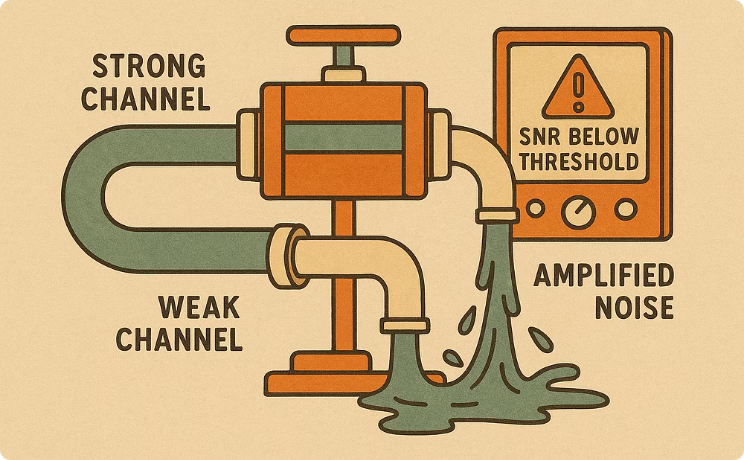 STRONG
CHANNEL
SNR BELOW
THRESHOLD
WEAK
CHANNEL
AMPLIFIED
NOISE